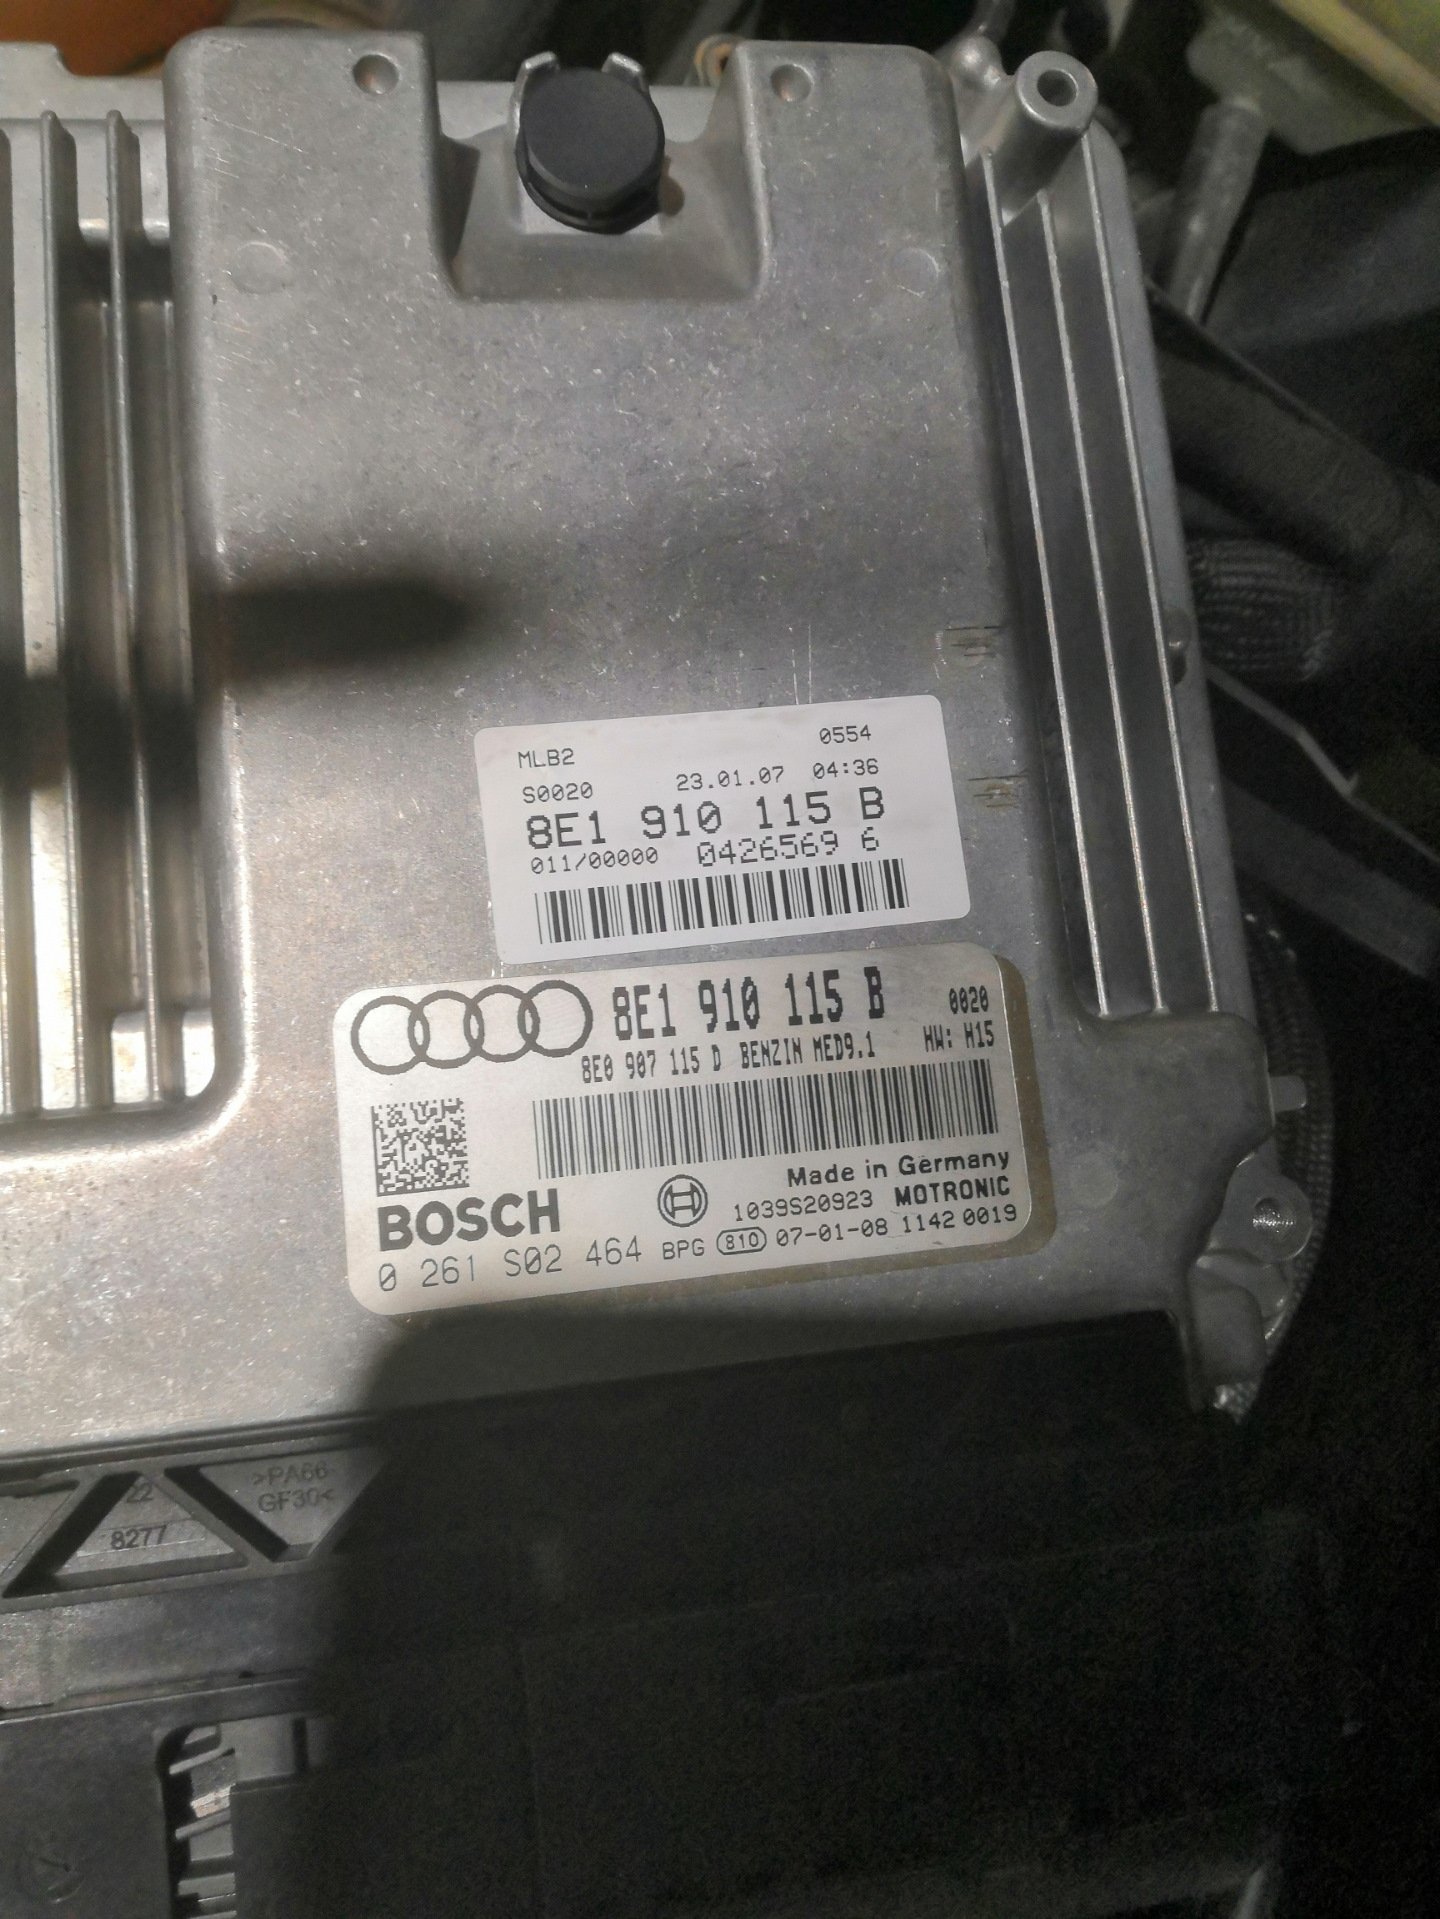 MLB2 0554
S0020 23.01.07 04:36
8E1 910 115 B
011/00000 0426569 6
8E1 910 115 B 0020
8E0 907 115 D BENZIN MED9.1 HW: H15
Made in Germany
BOSCH 1039S20923 MOTRONIC
0 261 S02 464 BPG 810 07-01-08 1142 0019
>PA66
22 GF30<
8277